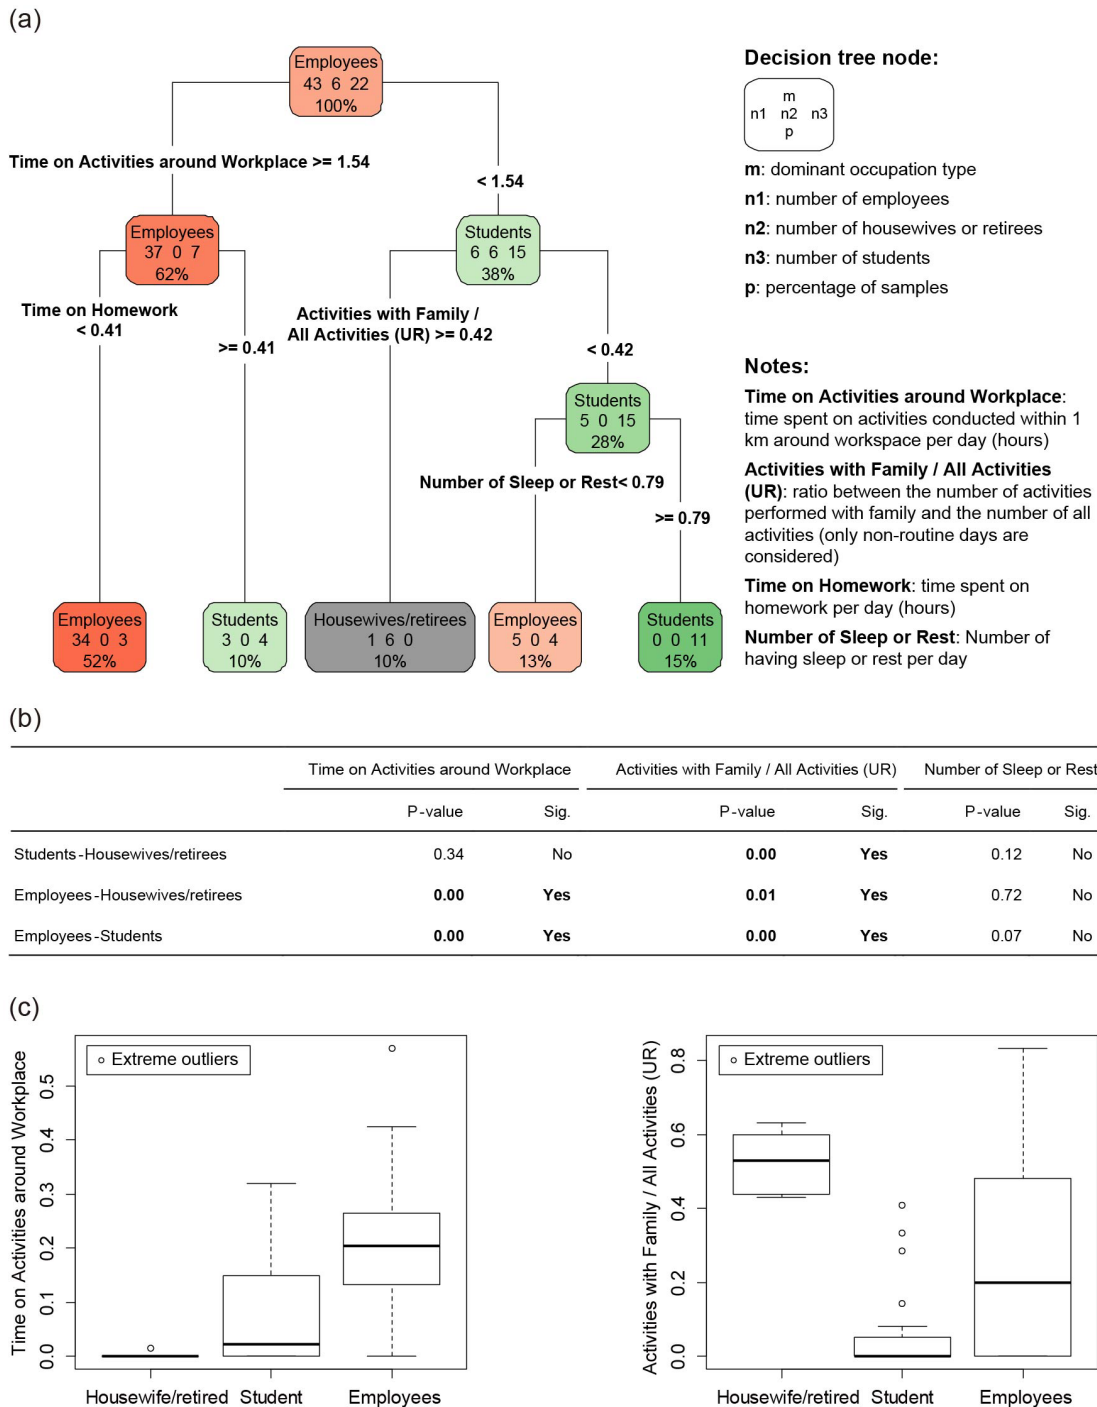 (a)
Employees
43 6 22
100%
Time on Activities around Workplace >= 1.54
< 1.54
Employees
37 0 7
62%
Students
6 6 15
38%
Time on Homework
< 0.41
>= 0.41
Activities with Family /
All Activities (UR) >= 0.42
< 0.42
Students
5 0 15
28%
Number of Sleep or Rest< 0.79
>= 0.79
Employees
34 0 3
52%
Students
3 0 4
10%
Housewives/retirees
1 6 0
10%
Employees
5 0 4
13%
Students
0 0 11
15%
Decision tree node:
m
n1 n2 n3
p
m: dominant occupation type
n1: number of employees
n2: number of housewives or retirees
n3: number of students
p: percentage of samples
Notes:
Time on Activities around Workplace:
time spent on activities conducted within 1
km around workspace per day (hours)
Activities with Family / All Activities
(UR): ratio between the number of activities
performed with family and the number of all
activities (only non-routine days are
considered)
Time on Homework: time spent on
homework per day (hours)
Number of Sleep or Rest: Number of
having sleep or rest per day
(b)
Time on Activities around Workplace Activities with Family / All Activities (UR) Number of Sleep or Rest
P-value Sig. P-value Sig. P-value Sig.
Students-Housewives/retirees 0.34 No 0.00 Yes 0.12 No
Employees-Housewives/retirees 0.00 Yes 0.01 Yes 0.72 No
Employees-Students 0.00 Yes 0.00 Yes 0.07 No
(c)
Time on Activities around Workplace
Extreme outliers
0.5
0.4
0.3
0.2
0.1
0.0
Housewife/retired Student Employees
Activities with Family / All Activities (UR)
Extreme outliers
0.8
0.6
0.4
0.2
0.0
Housewife/retired Student Employees